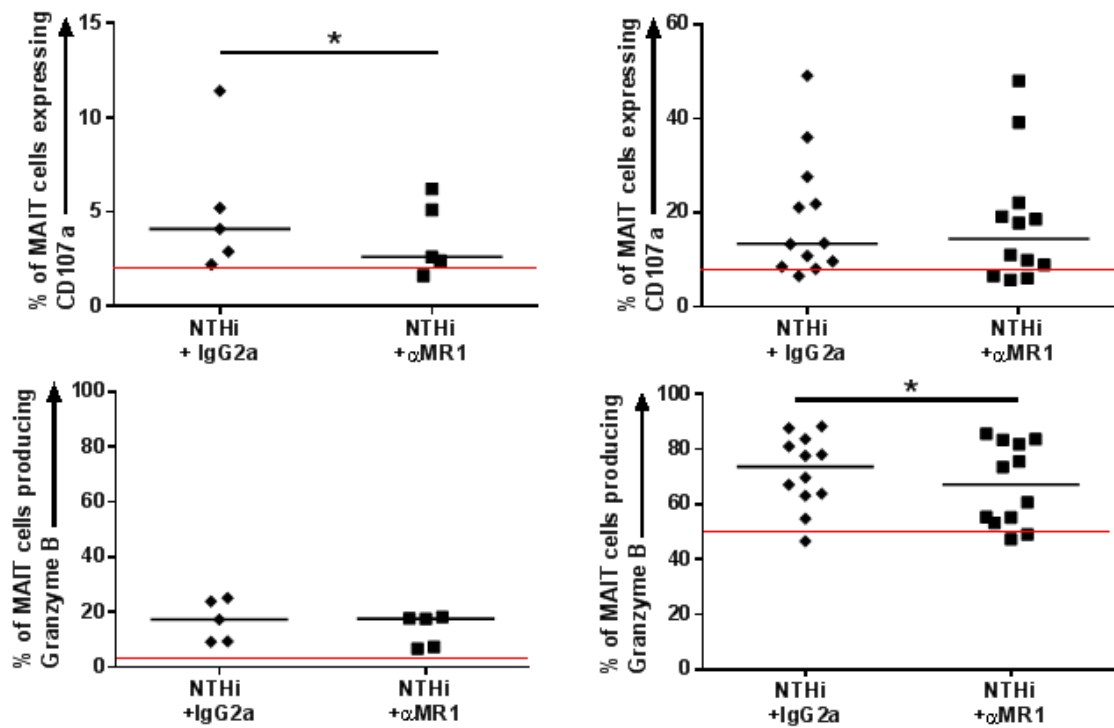 % of MAIT cells expressing
CD107a
15
10
5
0
*
NTHi
+ IgG2a
NTHi
+αMR1
% of MAIT cells expressing
CD107a
60
40
20
0
NTHi
+ IgG2a
NTHi
+αMR1
% of MAIT cells producing
Granzyme B
100
80
60
40
20
0
NTHi
+IgG2a
NTHi
+αMR1
% of MAIT cells producing
Granzyme B
100
80
60
40
20
0
*
NTHi
+IgG2a
NTHi
+αMR1